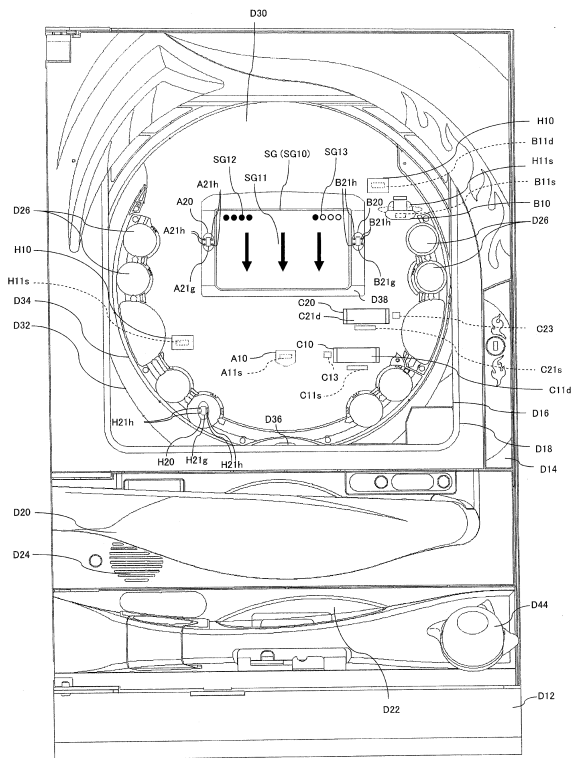 D30
H10
B11d
SG (SG10)
SG13
SG12
H11s
A21h
SG11
B21h
B11s
A20
B20
B10
D26
A21h
B21h
D26
H10
A21g
B21g
H11s
D38
C20
D34
C21d
C23
D32
A10
C10
A11s
C13
C21s
C11s
C11d
H21h
D36
D16
H20
H21g
H21h
D18
D14
D20
D24
D44
D22
D12